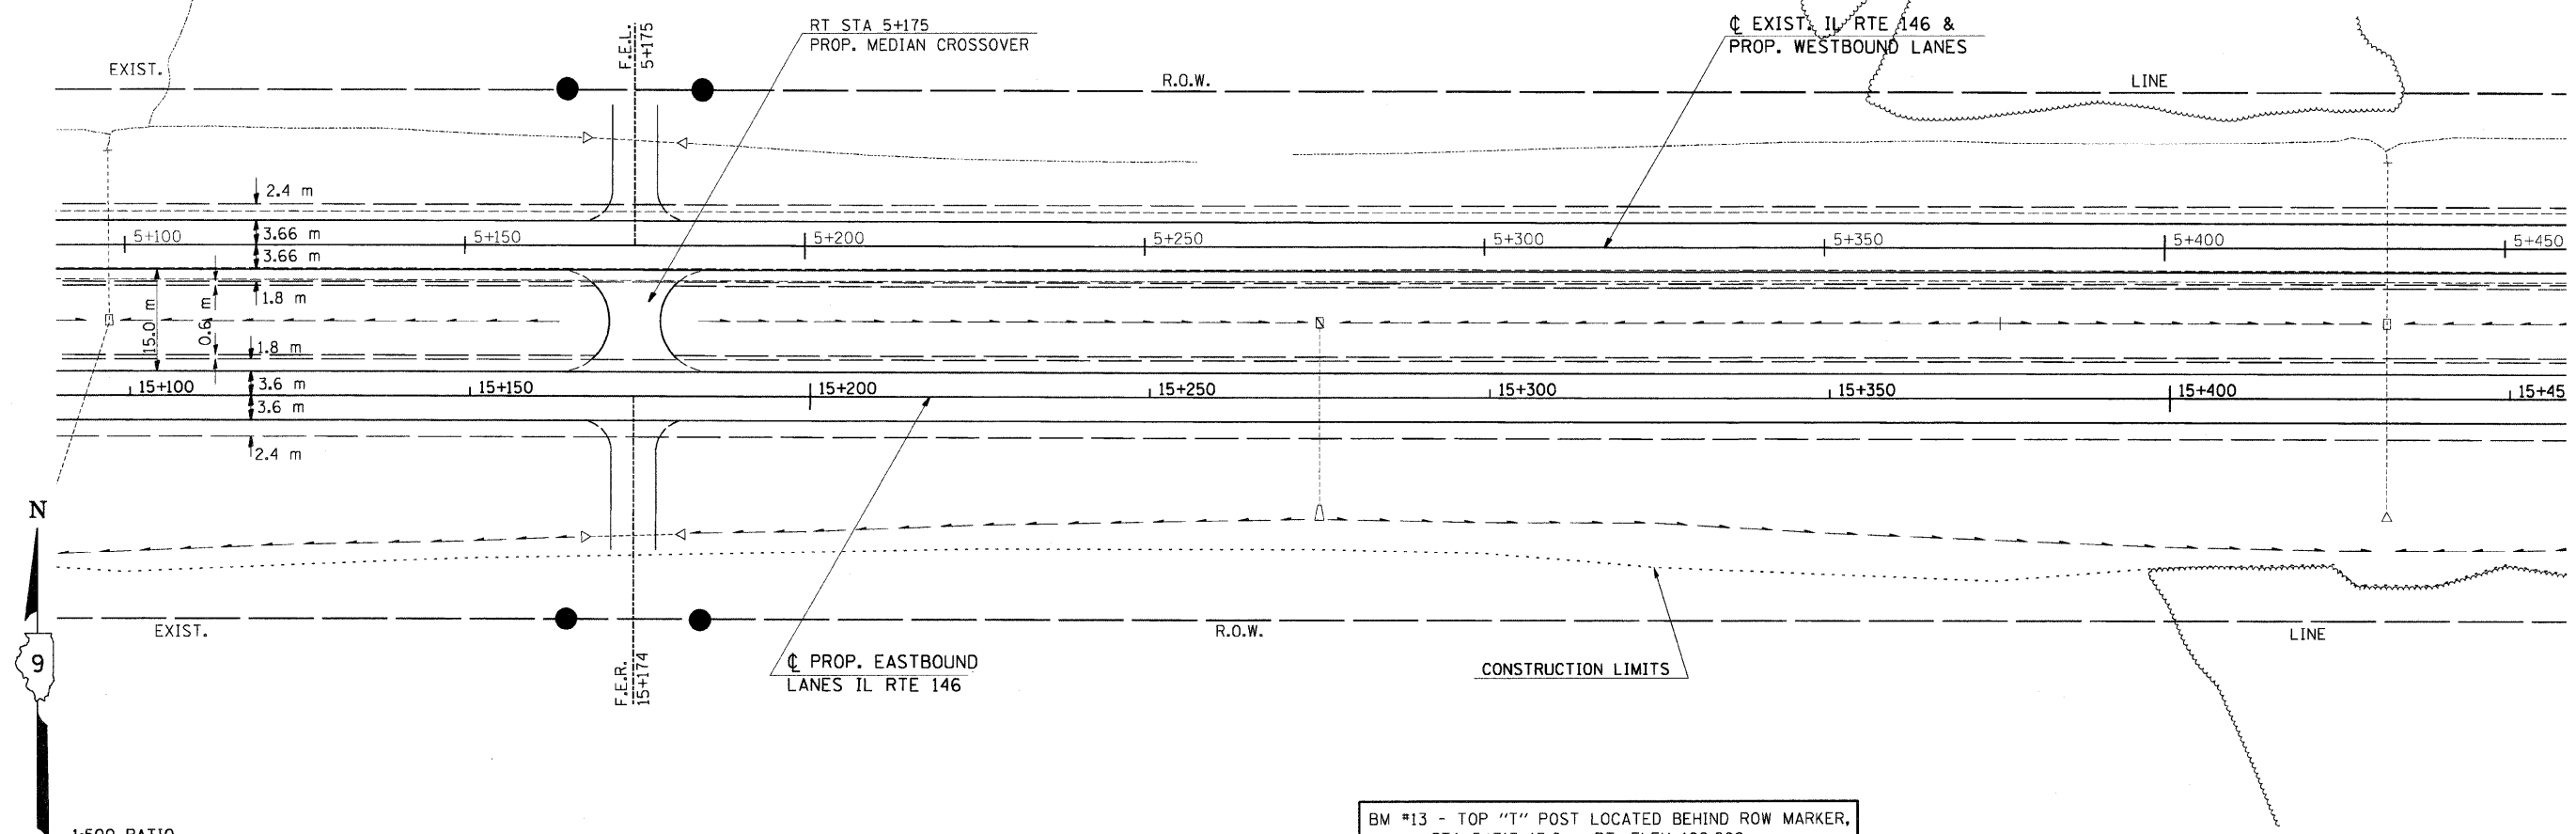 RT STA 5+175
PROP. MEDIAN CROSSOVER
℄ EXIST. IL RTE 146 &
PROP. WESTBOUND LANES
F.E.L.
5+175
EXIST.
R.O.W.
LINE
2.4 m
3.66 m
3.66 m
5+100
5+150
5+200
5+250
5+300
5+350
5+400
5+450
1.8 m
15.0 m
0.6 m
1.8 m
3.6 m
3.6 m
2.4 m
15+100
15+150
15+200
15+250
15+300
15+350
15+400
15+45
N
9
EXIST.
R.O.W.
LINE
F.E.R.
15+174
℄ PROP. EASTBOUND
LANES IL RTE 146
CONSTRUCTION LIMITS
1:500 RATIO
BM #13 - TOP "T" POST LOCATED BEHIND ROW MARKER,